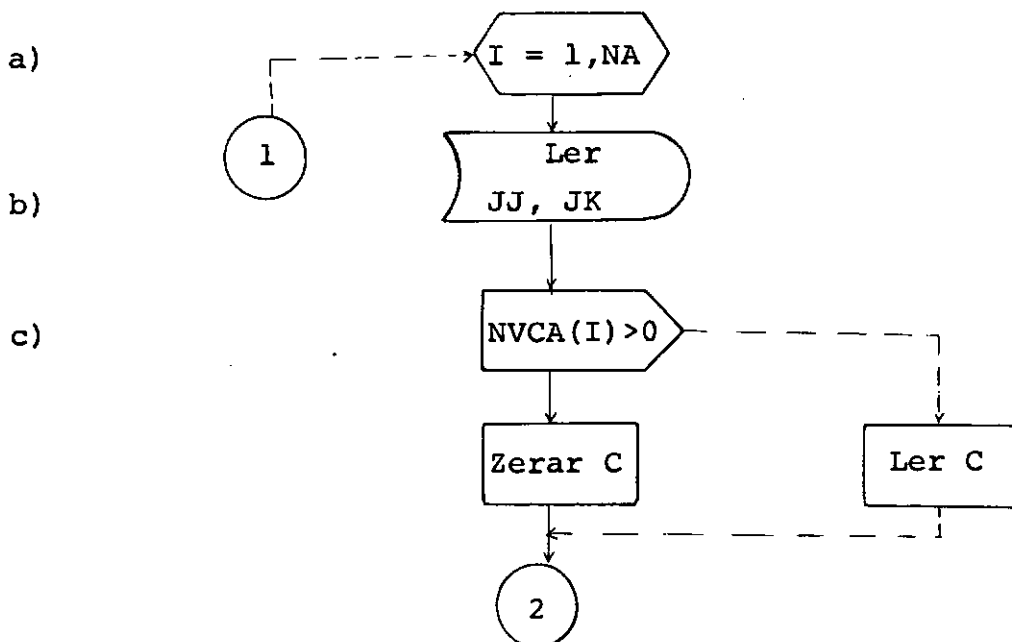 a)
I = 1,NA
1
Ler
b)
JJ, JK
c)
NVCA(I)>0
Zerar C
Ler C
2